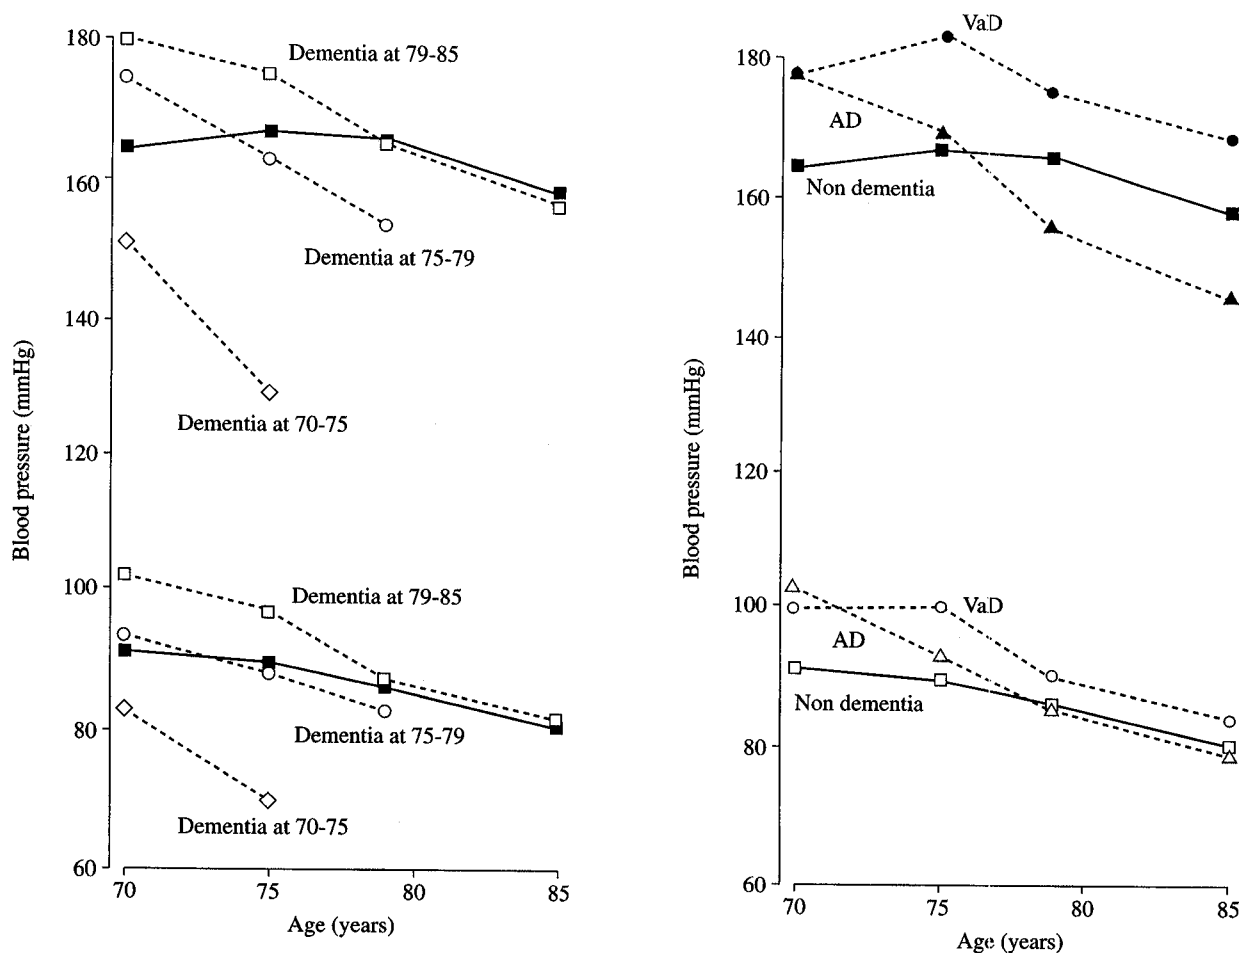 180
160
140
120
100
80
60
70
75
80
85
Blood pressure (mmHg)
Age (years)
Dementia at 79-85
Dementia at 75-79
Dementia at 70-75
Dementia at 79-85
Dementia at 75-79
Dementia at 70-75
180
160
140
120
100
80
60
70
75
80
85
Blood pressure (mmHg)
Age (years)
VaD
AD
Non dementia
VaD
AD
Non dementia